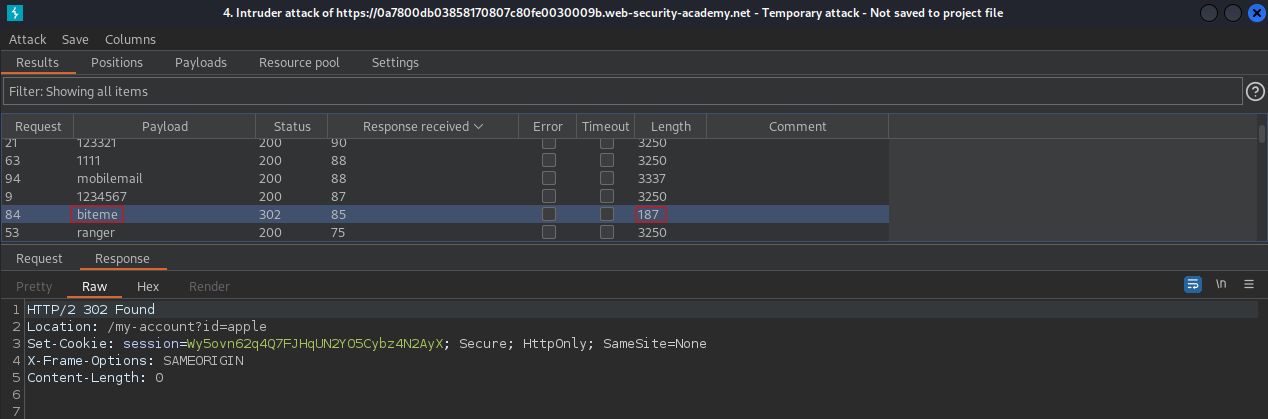 4. Intruder attack of https://0a7800db03858170807c80fe0030009b.web-security-academy.net - Temporary attack - Not saved to project file
Attack Save Columns
Results Positions Payloads Resource pool Settings
Filter: Showing all items
Request Payload Status Response received Error Timeout Length Comment
21 123321 200 90 3250
63 1111 200 88 3250
94 mobilemail 200 88 3337
9 1234567 200 87 3250
84 biteme 302 85 187
53 ranger 200 75 3250
Request Response
Pretty Raw Hex Render \n
1 HTTP/2 302 Found
2 Location: /my-account?id=apple
3 Set-Cookie: session=Wy5ovn62q4Q7FJHqUN2YO5Cybz4N2AyX; Secure; HttpOnly; SameSite=None
4 X-Frame-Options: SAMEORIGIN
5 Content-Length: 0
6
7